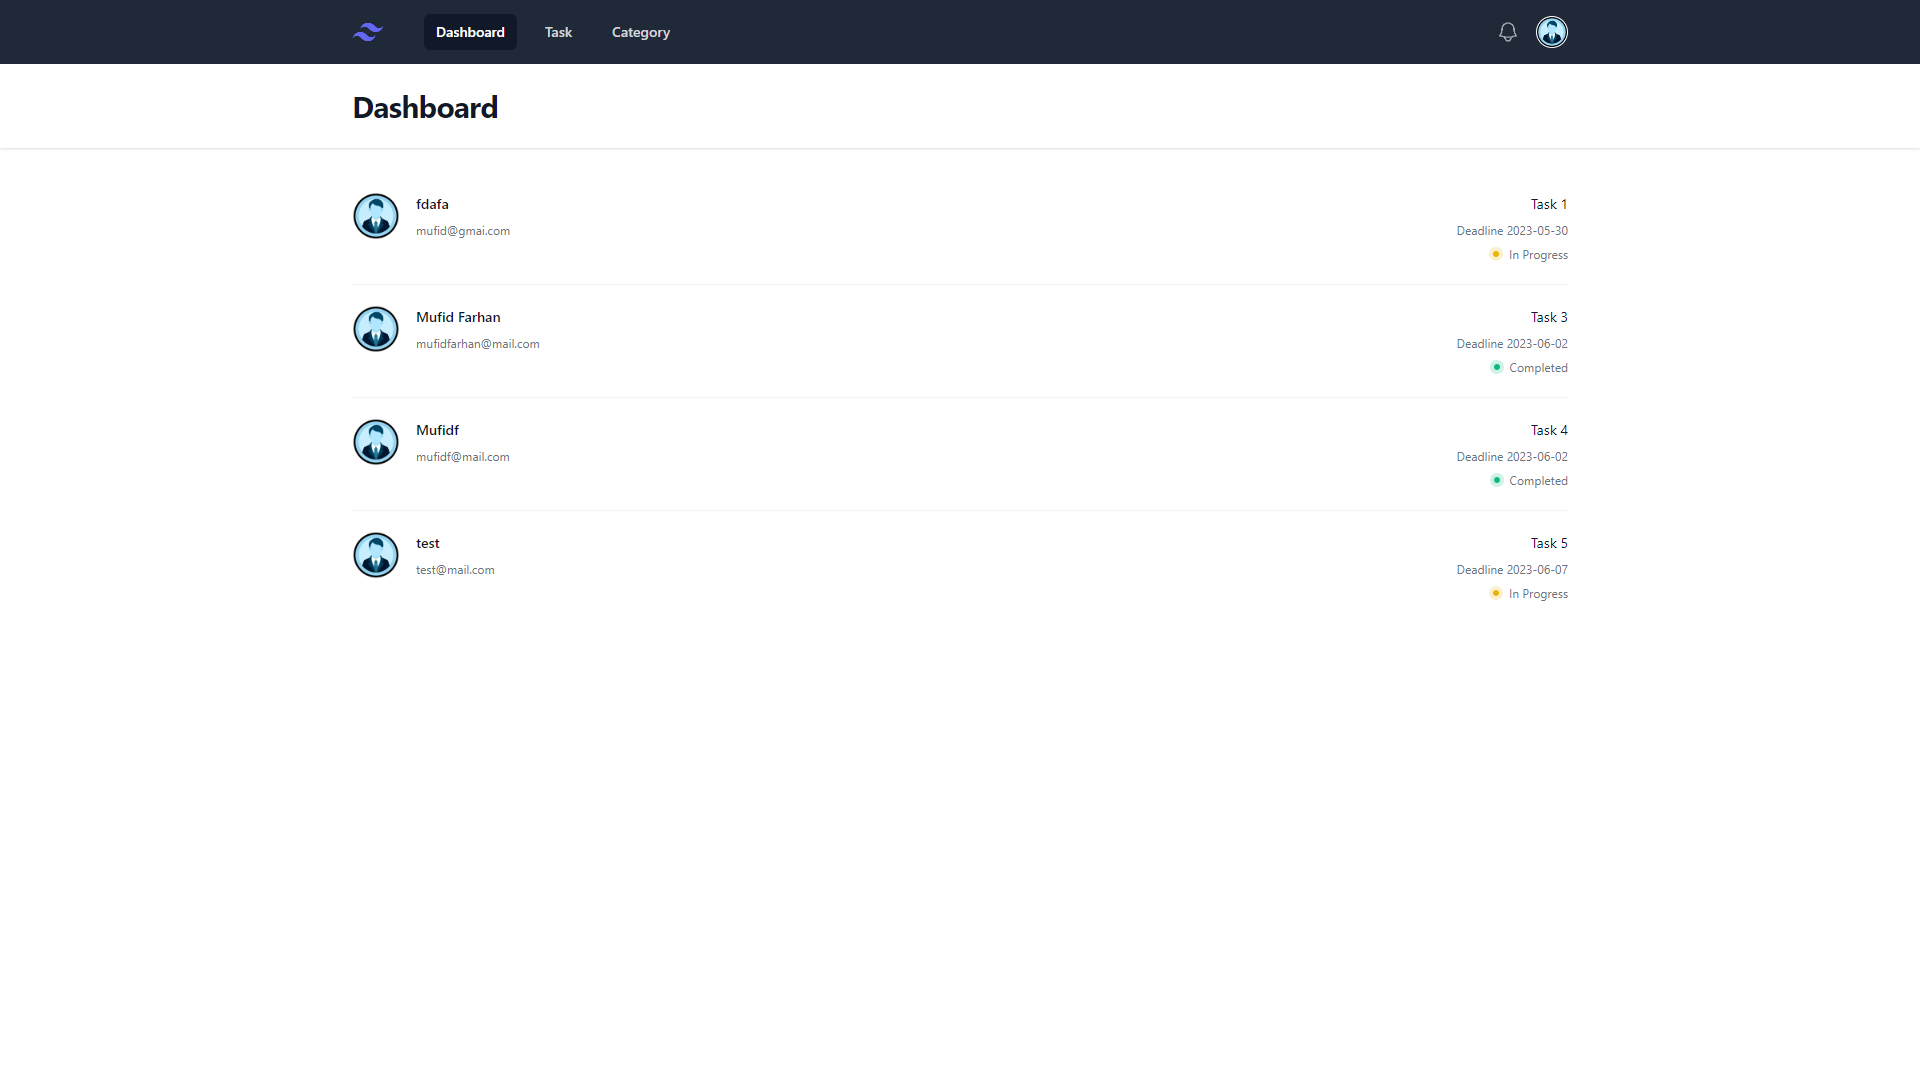 Dashboard
Task
Category
Dashboard
fdafa
mufid@gmai.com
Task 1
Deadline 2023-05-30
In Progress
Mufid Farhan
mufidfarhan@mail.com
Task 3
Deadline 2023-06-02
Completed
Mufidf
mufidf@mail.com
Task 4
Deadline 2023-06-02
Completed
test
test@mail.com
Task 5
Deadline 2023-06-07
In Progress